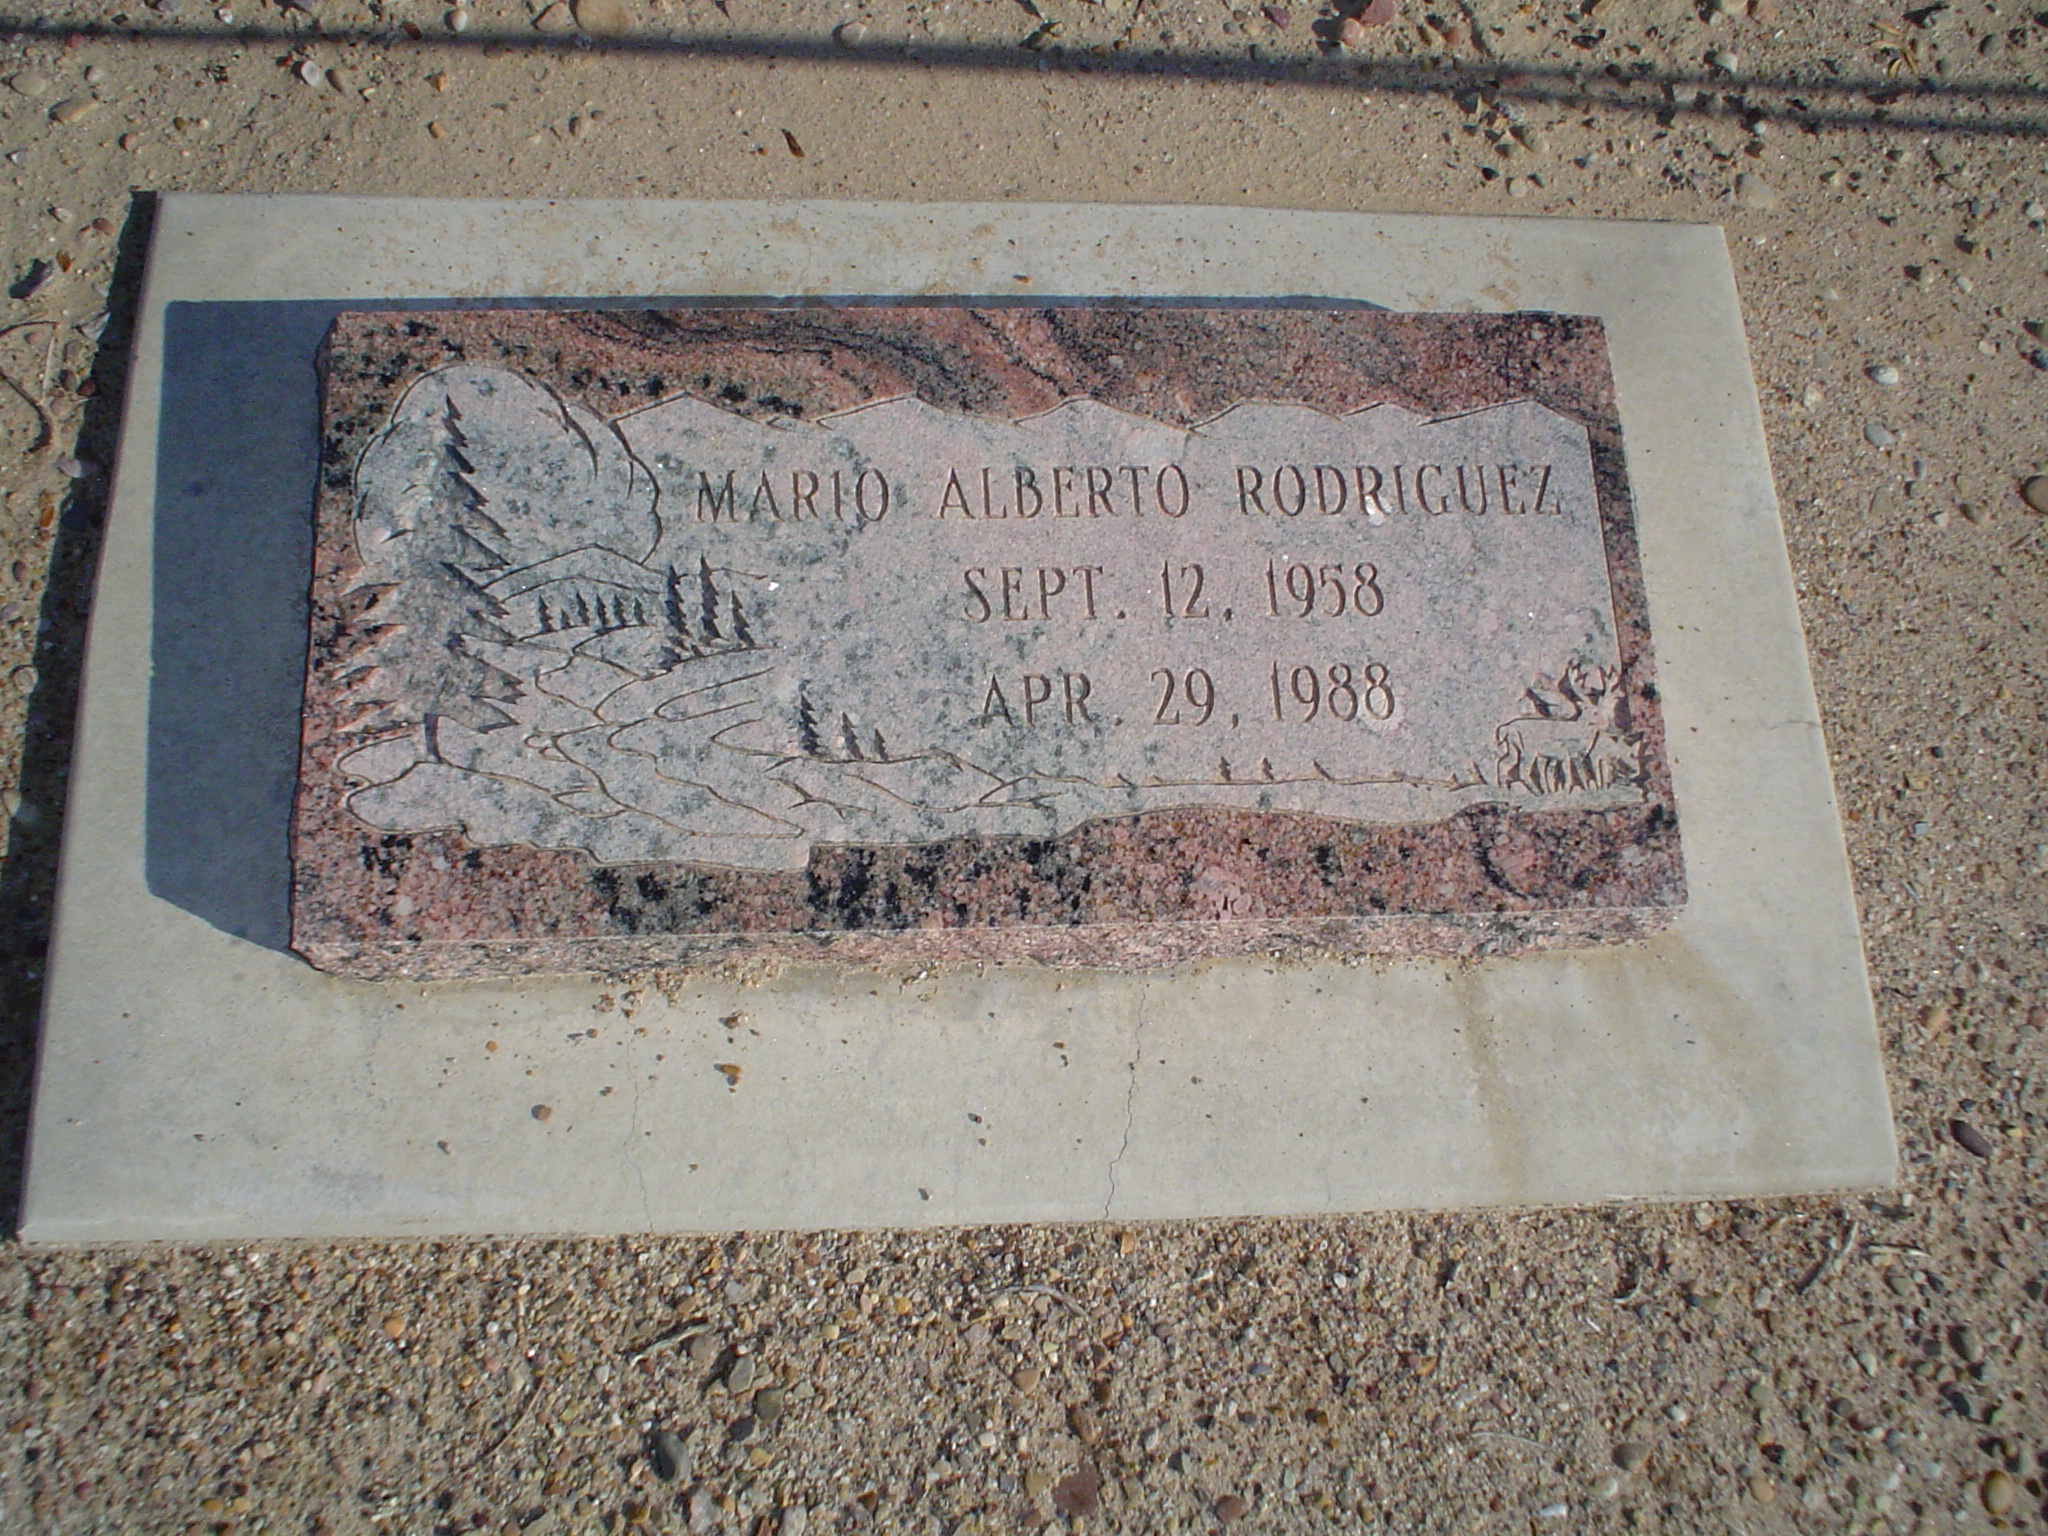 MARIO ALBERTO RODRIGUEZ
SEPT. 12, 1958
APR. 29, 1988